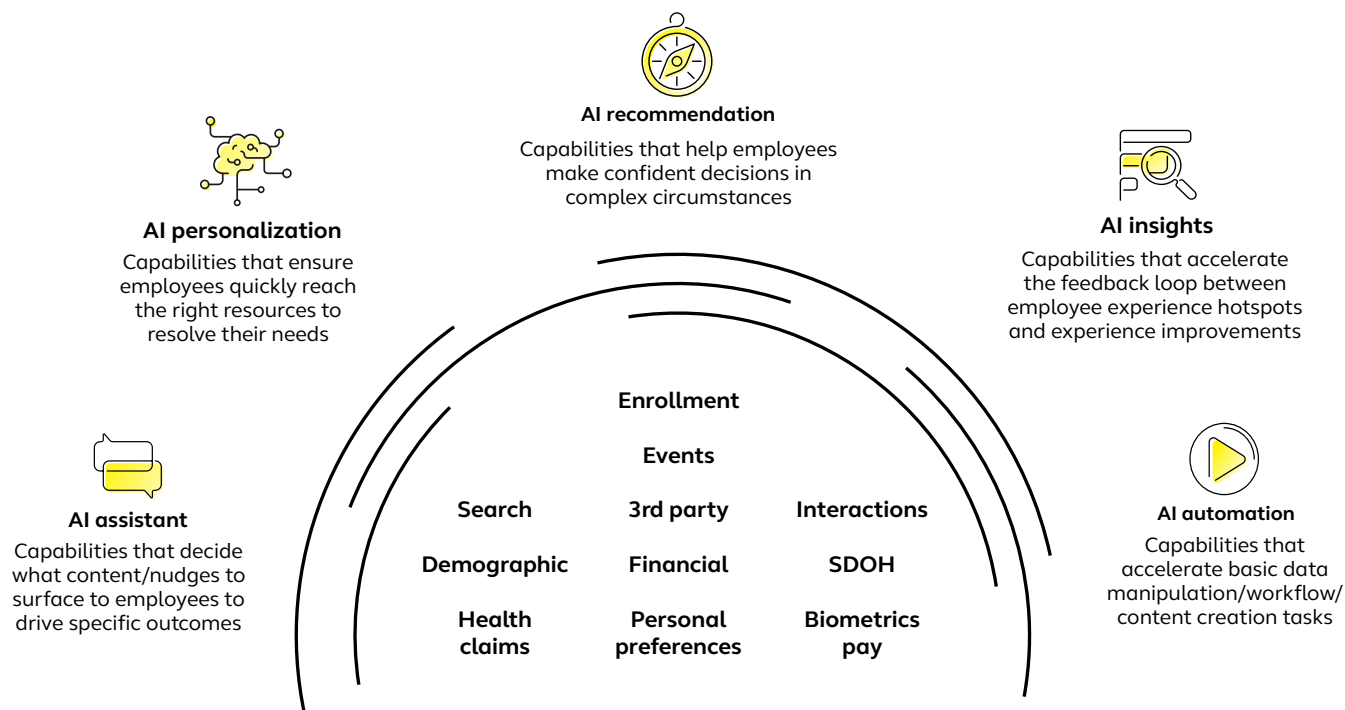 AI recommendation
Capabilities that help employees
make confident decisions in
complex circumstances
AI personalization
Capabilities that ensure
employees quickly reach
the right resources to
resolve their needs
AI insights
Capabilities that accelerate
the feedback loop between
employee experience hotspots
and experience improvements
AI assistant
Capabilities that decide
what content/nudges to
surface to employees to
drive specific outcomes
Enrollment
Events
Search
3rd party
Interactions
Demographic
Financial
SDOH
Health
claims
Personal
preferences
Biometrics
pay
AI automation
Capabilities that
accelerate basic data
manipulation/workflow/
content creation tasks